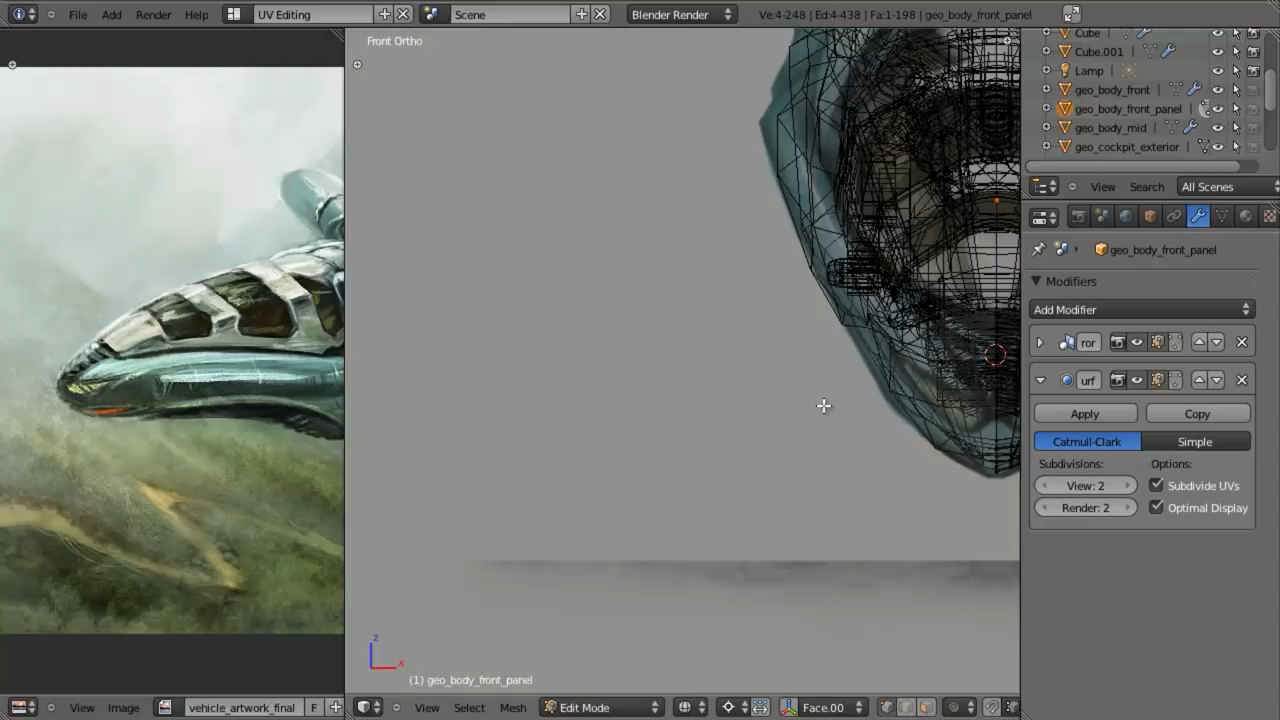 File Add Render Help UV Editing Scene Blender Render Ve:4-248 | Ed:4-438 | Fa:1-198 | geo_body_front_panel
Front Ortho
Cube
Cube.001
Lamp
geo_body_front
geo_body_front_panel
geo_body_mid
geo_cockpit_exterior
View Search All Scenes
geo_body_front_panel
Modifiers
Add Modifier
ror
urf
Apply Copy
Catmull-Clark Simple
Subdivisions: Options:
View: 2 Subdivide UVs
Render: 2 Optimal Display
z
x
(1) geo_body_front_panel
View Image vehicle_artwork_final F View Select Mesh Edit Mode Face.00